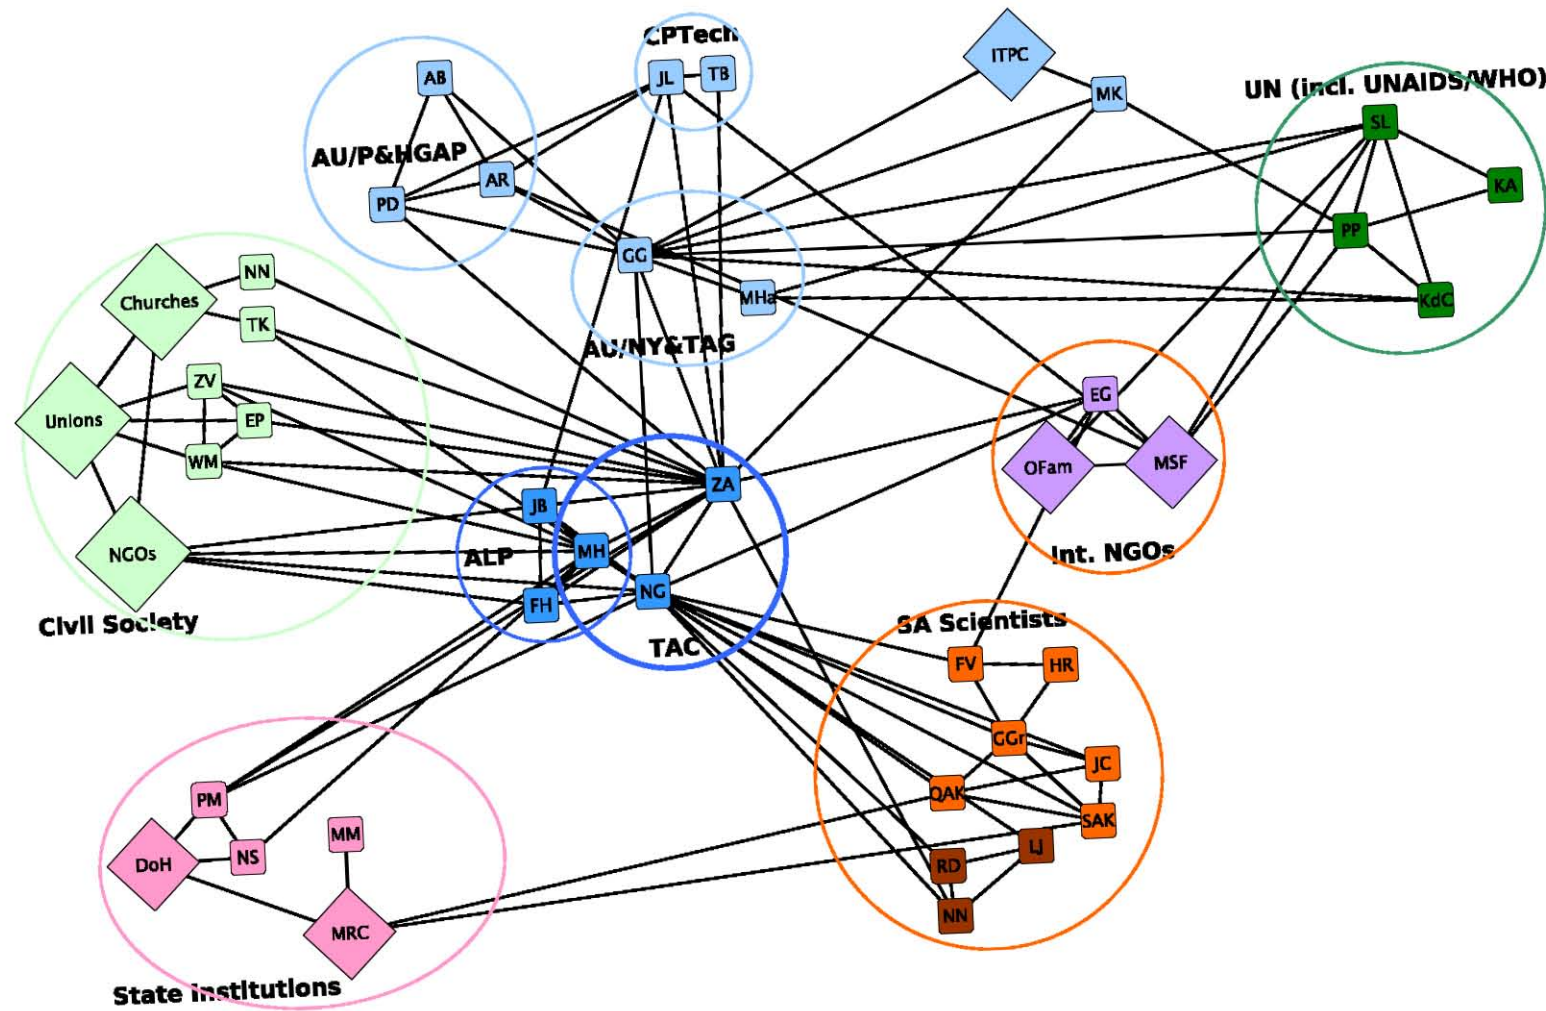 CPTech
ITPC
AB
JL
TB
MK
UN (incl. UNAIDS/WHO)
SL
AU/P&HGAP
AR
KA
PD
PP
GG
NN
Churches
MHa
KdC
TK
AU/NY&TAG
ZV
EG
Unions
EP
WM
OFam
MSF
ZA
JB
NGOs
ALP
MH
Int. NGOs
NG
FH
Civil Society
TAC
SA Scientists
FV
HR
GGr
JC
QAK
PM
SAK
MM
LJ
DoH
NS
RD
NN
MRC
State Institutions